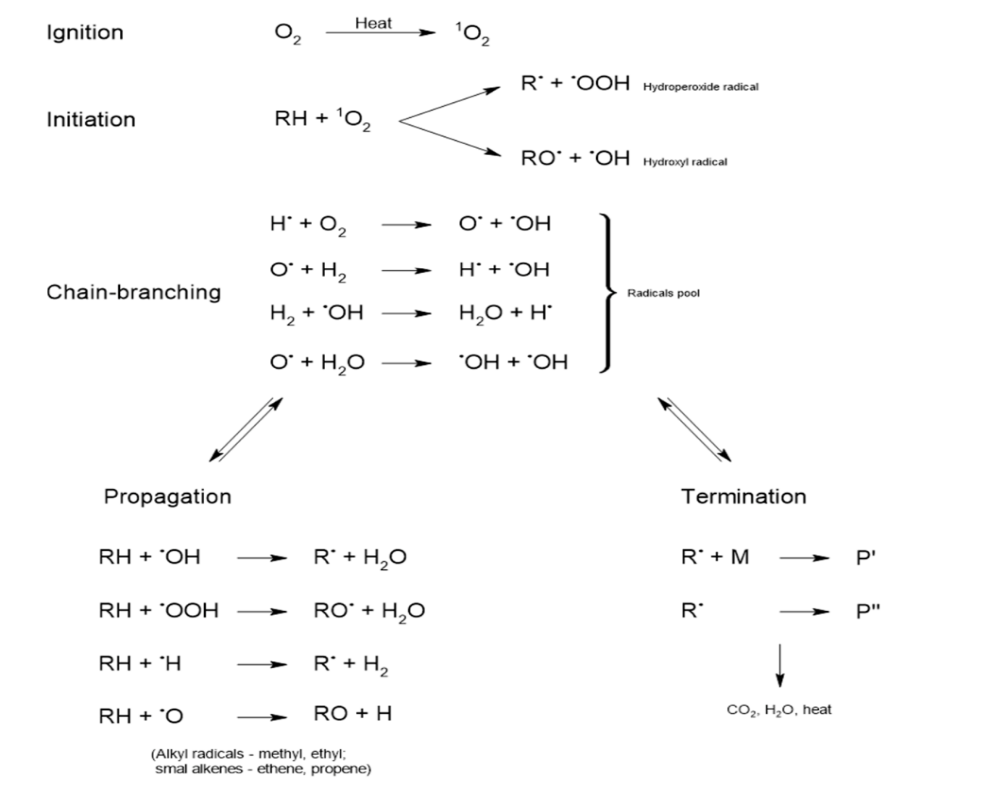 Ignition O₂ Heat ¹O₂
R˙ + ˙OOH Hydroperoxide radical
Initiation RH + ¹O₂
RO˙ + ˙OH Hydroxyl radical
H˙ + O₂ O˙ + ˙OH
O˙ + H₂ H˙ + ˙OH
Chain-branching Radicals pool
H₂ + ˙OH H₂O + H˙
O˙ + H₂O ˙OH + ˙OH
Propagation
RH + ˙OH R˙ + H₂O
RH + ˙OOH RO˙ + H₂O
RH + ˙H R˙ + H₂
RH + ˙O RO + H
(Alkyl radicals - methyl, ethyl;
smal alkenes - ethene, propene)
Termination
R˙ + M P'
R˙ P"
CO₂, H₂O, heat